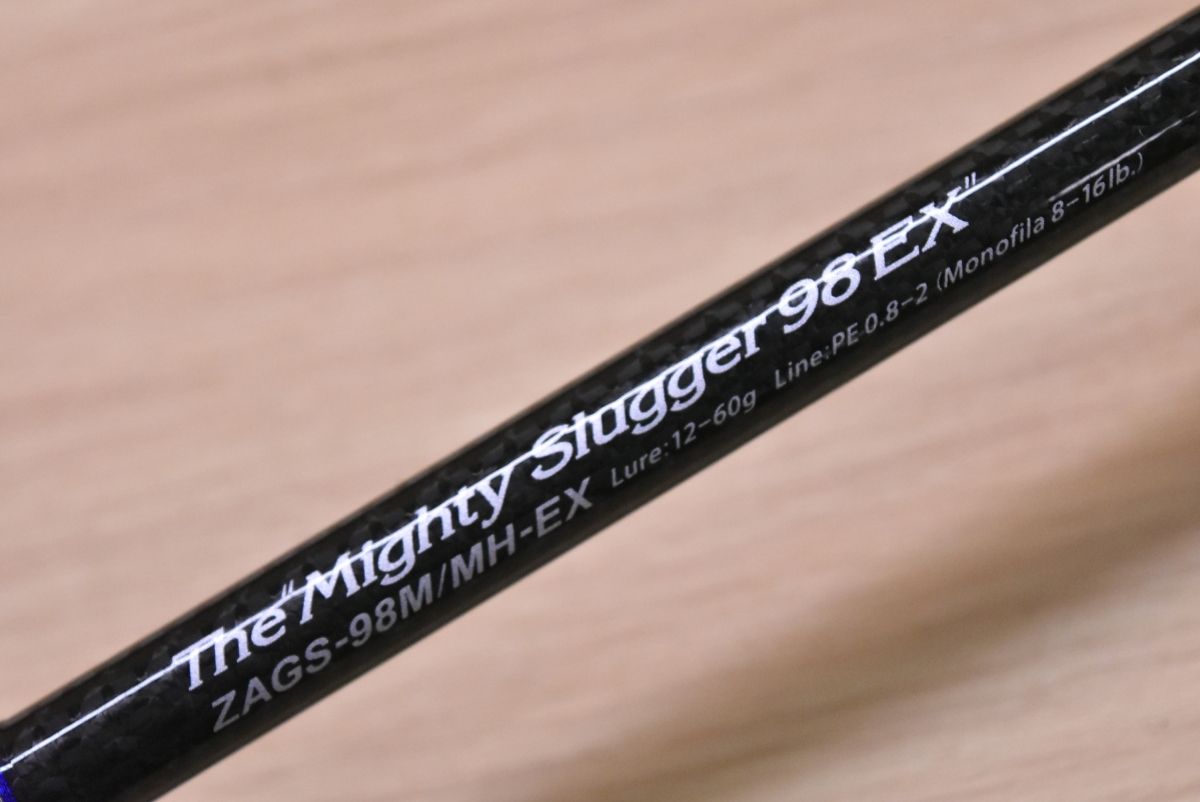 The "Mighty Slugger 98 EX"
ZAGS-98M/MH-EX Lure:12-60g Line:PE 0.8-2 (Monofila 8-16lb.)